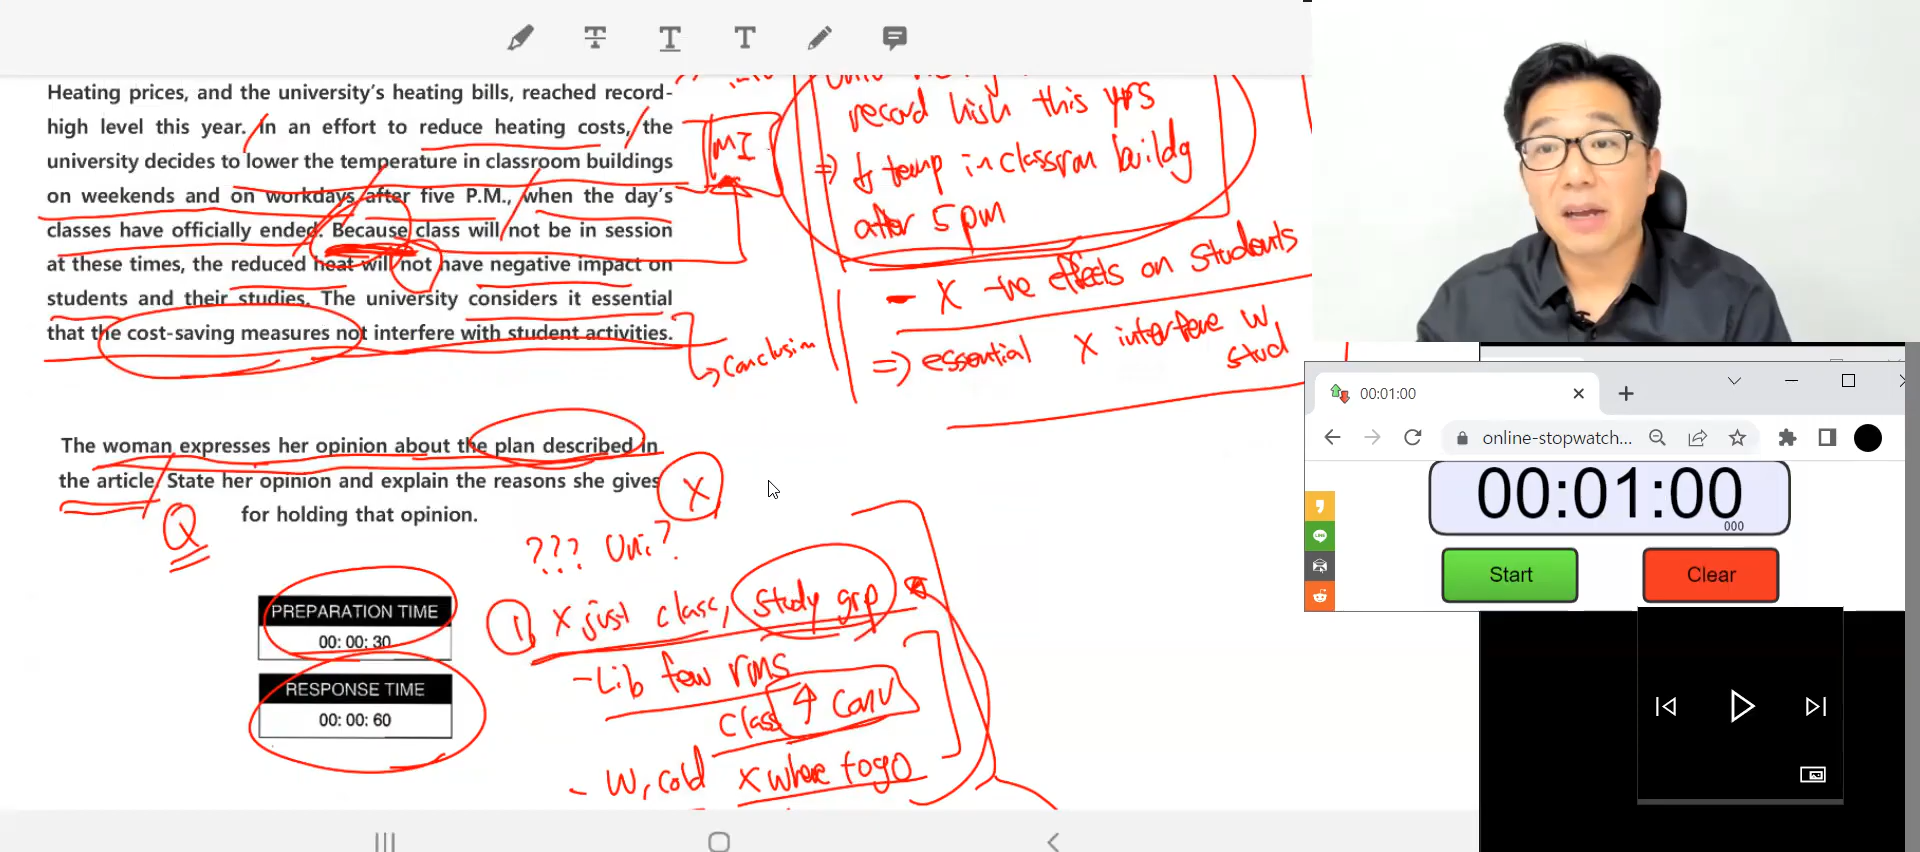 Heating prices, and the university's heating bills, reached record-
high level this year. In an effort to reduce heating costs, the
university decides to lower the temperature in classroom buildings
on weekends and on workdays after five P.M., when the day's
classes have officially ended. Because class will not be in session
at these times, the reduced heat will not have negative impact on
students and their studies. The university considers it essential
that the cost-saving measures not interfere with student activities.
MI
record high this yrs
⇒ ↓ temp in classrom buildg
after 5 pm
- X -ve effects on students
⇒ essential X interfere w,
stud
↳ Conclusion
The woman expresses her opinion about the plan described in
the article. State her opinion and explain the reasons she gives
for holding that opinion.
X
Q
??? Uni?
PREPARATION TIME
00: 00: 30
RESPONSE TIME
00: 00: 60
1, X just class, study grp
- Lib few rms
class ↑ conv
- w, cold X where to go
00:01:00
online-stopwatch...
00:01:00
000
Start
Clear